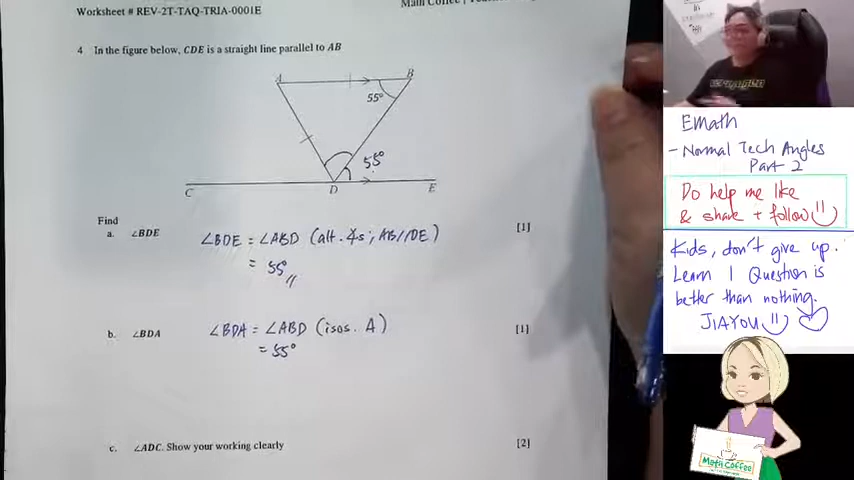 Worksheet # REV-2T-TAQ-TRIA-0001E
4 In the figure below, CDE is a straight line parallel to AB
A
B
55°
55°
C
D
E
Find
a. ∠BDE
∠BDE = ∠ABD (alt. ∠s; AB//DE)
= 55°
[1]
b. ∠BDA
∠BDA = ∠ABD (isos. Δ)
= 55°
[1]
c. ∠ADC. Show your working clearly
[2]
EMath
- Normal Tech Angles
Part 2
Do help me like
& share + follow
Kids, don't give up.
Learn 1 Question is
better than nothing.
JIAYOU
Math Coffee